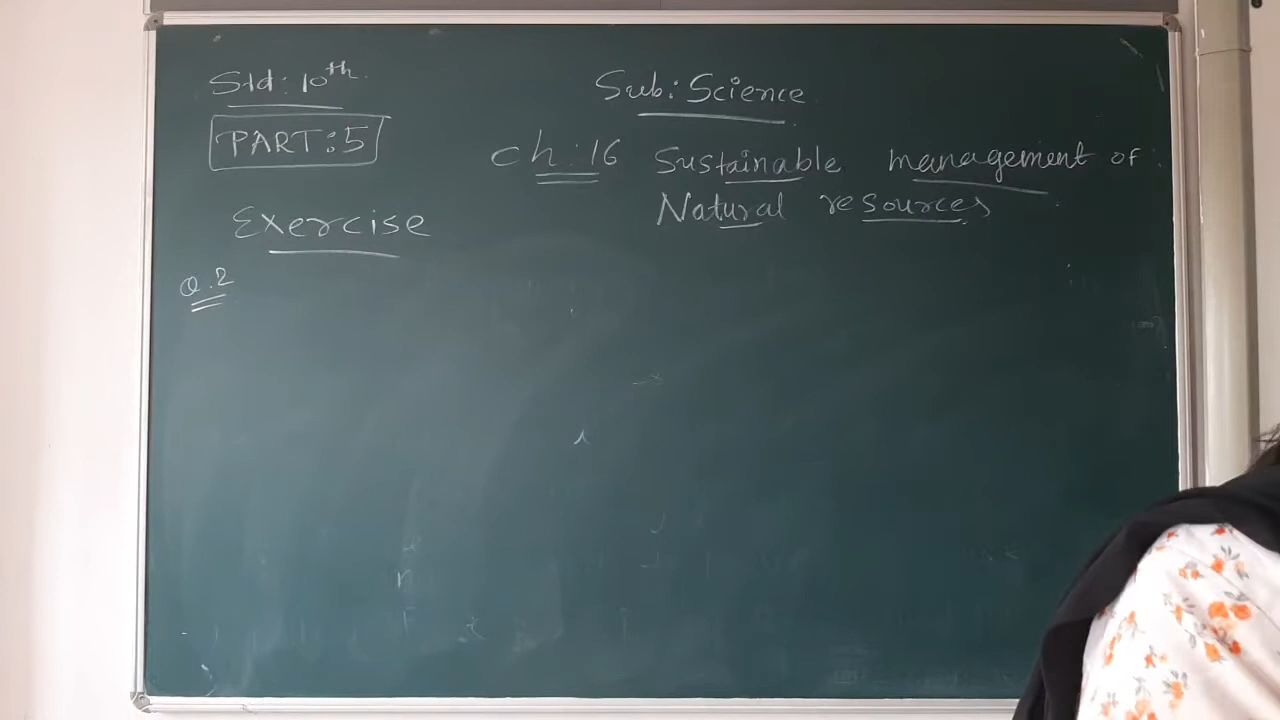 Std: 10th.
Sub: Science
PART: 5
ch: 16 Sustainable management of
Natural resources
Exercise
Q.2